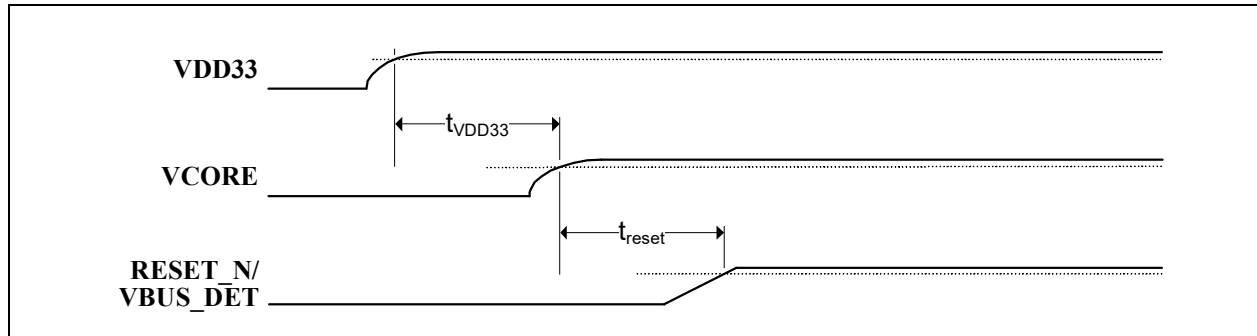 VDD33
tVDD33
VCORE
treset
RESET_N/
VBUS_DET